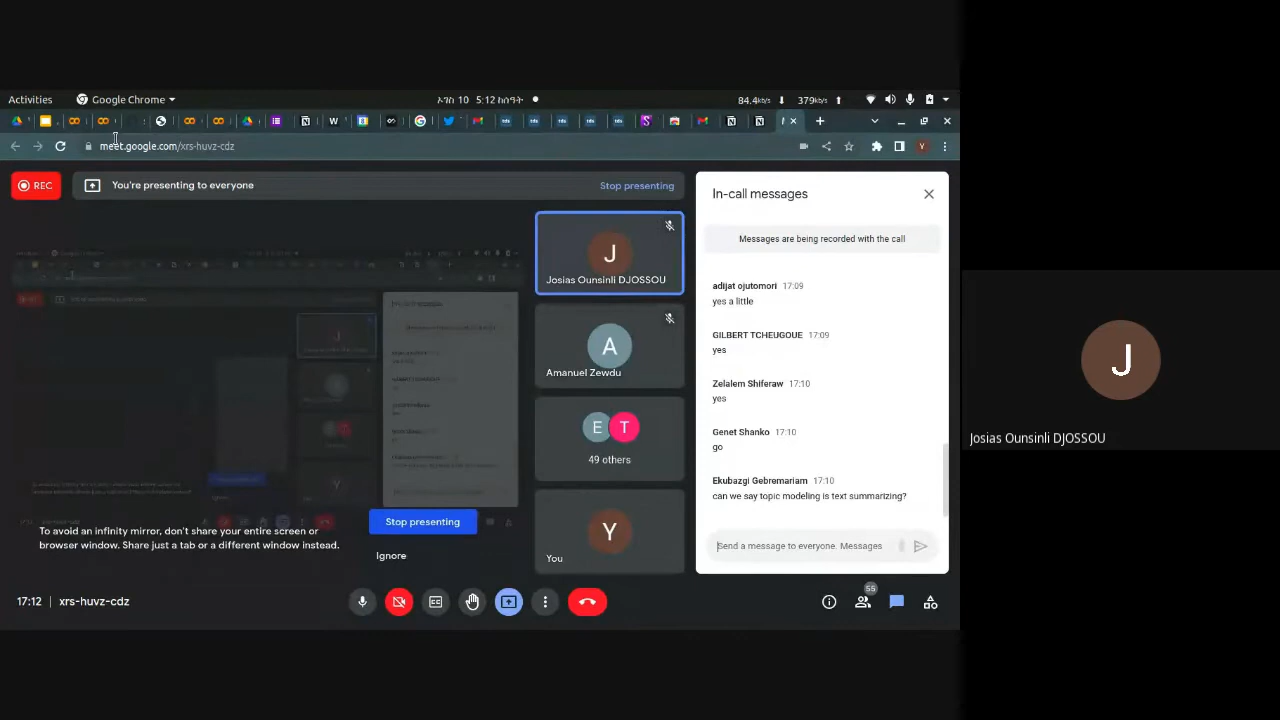 Activities
Google Chrome
ኦገስ 10 5:12 ከሰዓት
84.4kb/s
379kb/s
meet.google.com/xrs-huvz-cdz
REC
You're presenting to everyone
Stop presenting
In-call messages
Messages are being recorded with the call
adijat ojutomori 17:09
yes a little
GILBERT TCHEUGOUE 17:09
yes
Zelalem Shiferaw 17:10
yes
Genet Shanko 17:10
go
Ekubazgi Gebremariam 17:10
can we say topic modeling is text summarizing?
Send a message to everyone. Messages
J
Josias Ounsinli DJOSSOU
A
Amanuel Zewdu
E T
49 others
Y
You
To avoid an infinity mirror, don't share your entire screen or
browser window. Share just a tab or a different window instead.
Stop presenting
Ignore
17:12 | xrs-huvz-cdz
55
J
Josias Ounsinli DJOSSOU